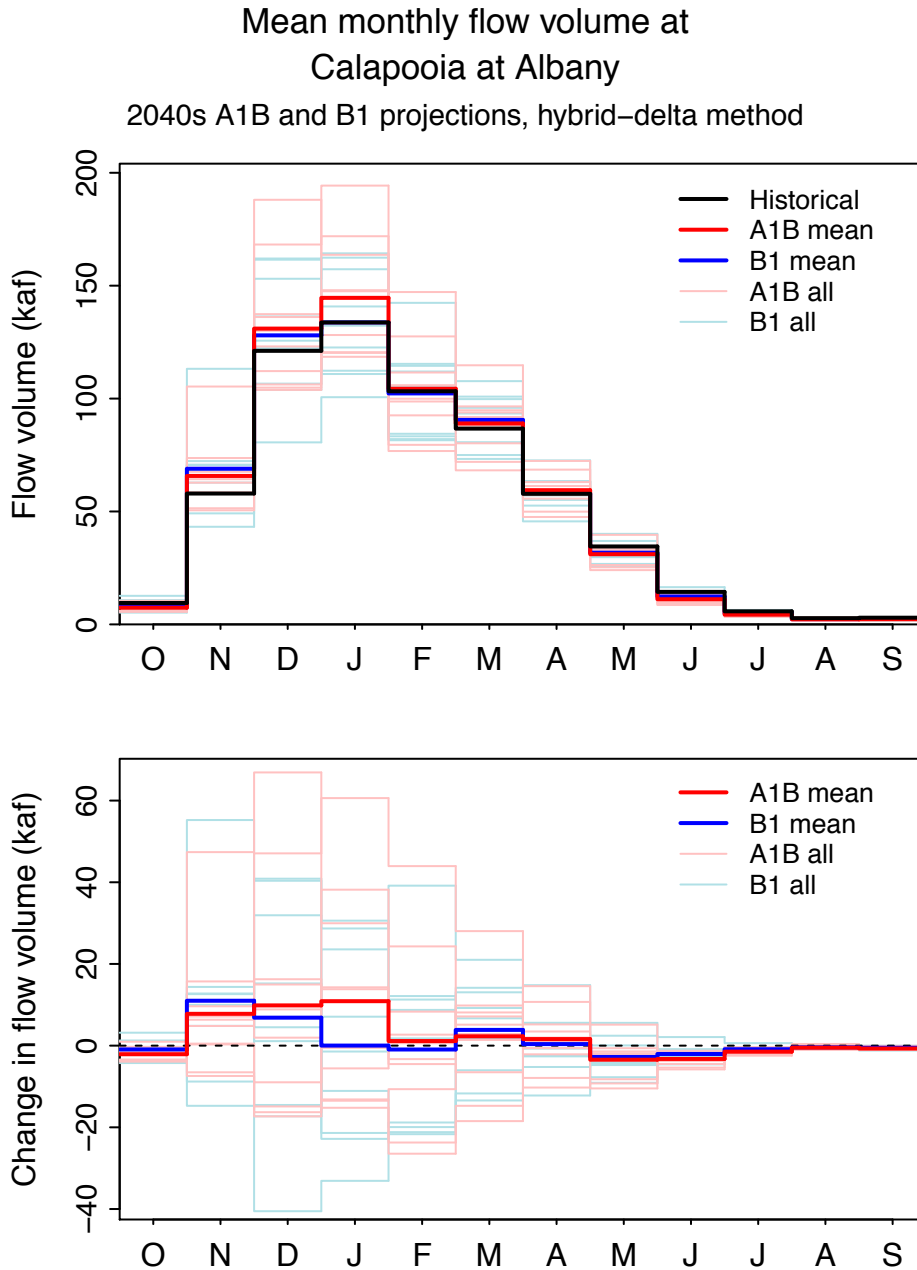 Mean monthly flow volume at
Calapooia at Albany
2040s A1B and B1 projections, hybrid−delta method
Flow volume (kaf)
200
150
100
50
0
Historical
A1B mean
B1 mean
A1B all
B1 all
O N D J F M A M J J A S
Change in flow volume (kaf)
60
40
20
0
−20
−40
A1B mean
B1 mean
A1B all
B1 all
O N D J F M A M J J A S